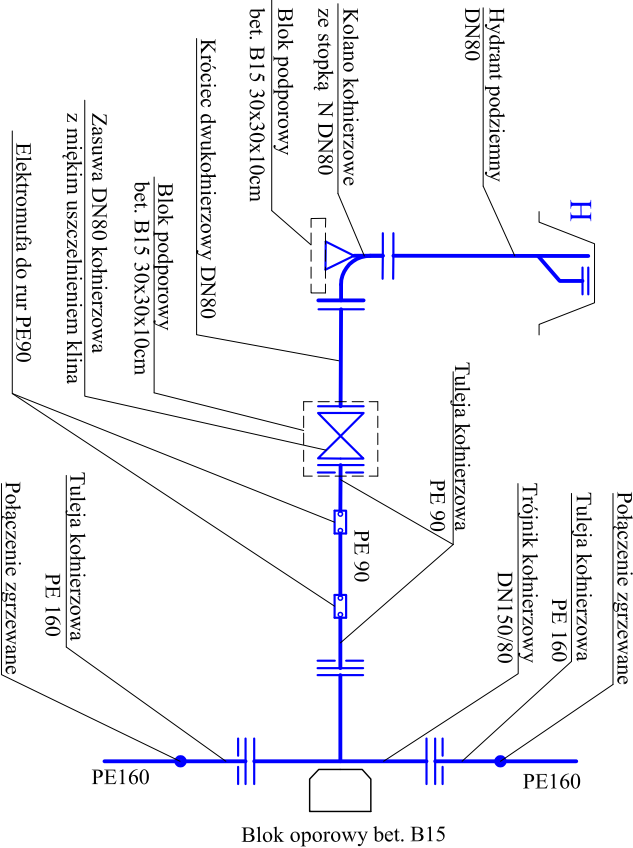 Hydrant podziemny
DN80
Kolano kołnierzowe
ze stopką N DN80
Blok podporowy
bet. B15 30x30x10cm
Króciec dwukołnierzowy DN80
Blok podporowy
bet. B15 30x30x10cm
Zasuwa DN80 kołnierzowa
z miękim uszczelnieniem klina
Elektromufa do rur PE90
H
Tuleja kołnierzowa
PE 90
PE 90
Połączenie zgrzewane
Tuleja kołnierzowa
PE 160
Trójnik kołnierzowy
DN150/80
Tuleja kołnierzowa
PE 160
Połączenie zgrzewane
PE160
PE160
Blok oporowy bet. B15